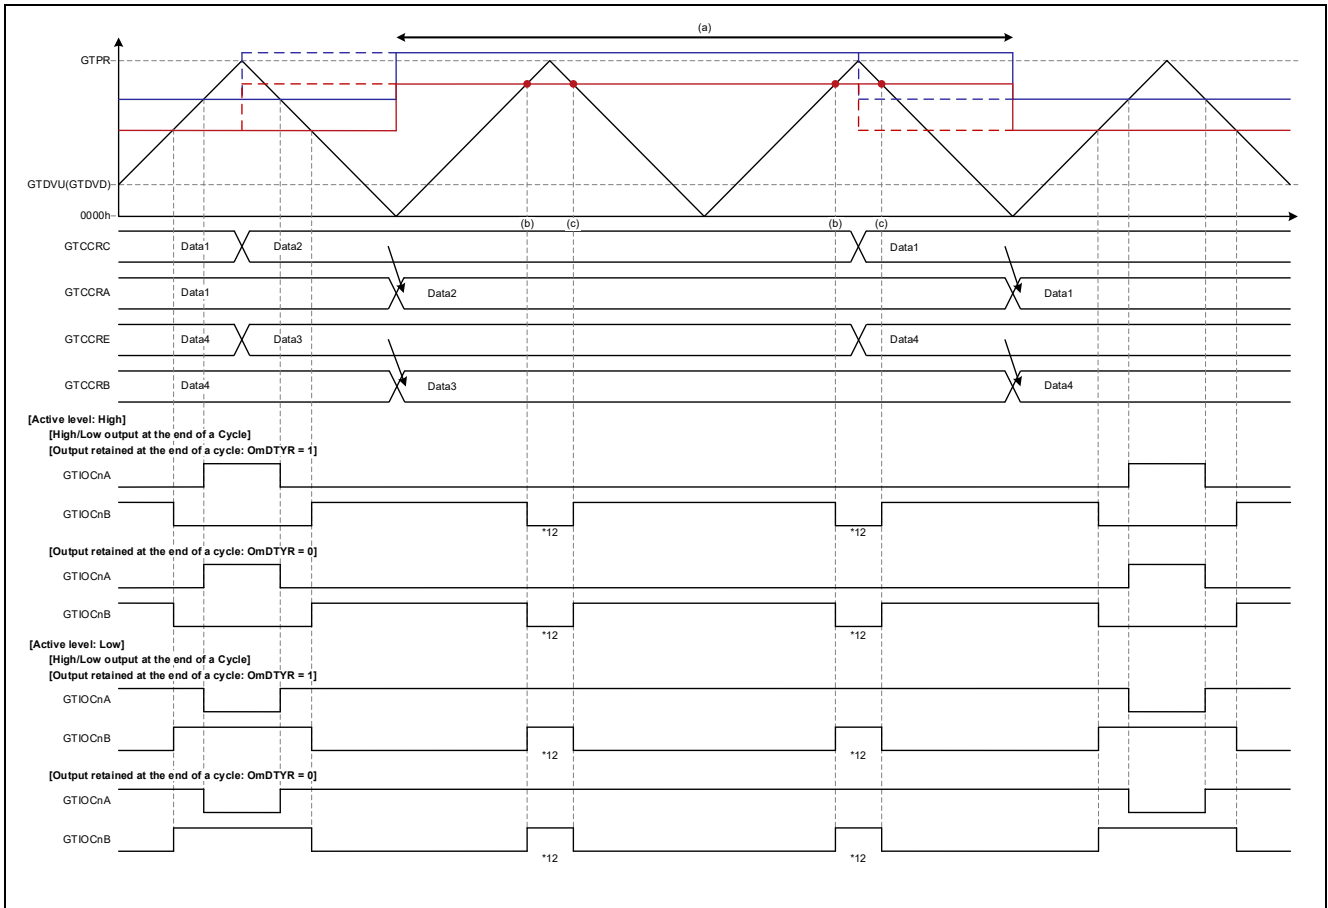 (a)
GTPR
GTDVU(GTDVD)
0000h
(b) (c) (b) (c)
GTCCRC Data1 Data2 Data1
GTCCRA Data1 Data2 Data1
GTCCRE Data4 Data3 Data4
GTCCRB Data4 Data3 Data4
[Active level: High]
[High/Low output at the end of a Cycle]
[Output retained at the end of a cycle: OmDTYR = 1]
GTIOCnA
GTIOCnB
*12 *12
[Output retained at the end of a cycle: OmDTYR = 0]
GTIOCnA
GTIOCnB
*12 *12
[Active level: Low]
[High/Low output at the end of a Cycle]
[Output retained at the end of a cycle: OmDTYR = 1]
GTIOCnA
GTIOCnB
*12 *12
[Output retained at the end of a cycle: OmDTYR = 0]
GTIOCnA
GTIOCnB
*12 *12